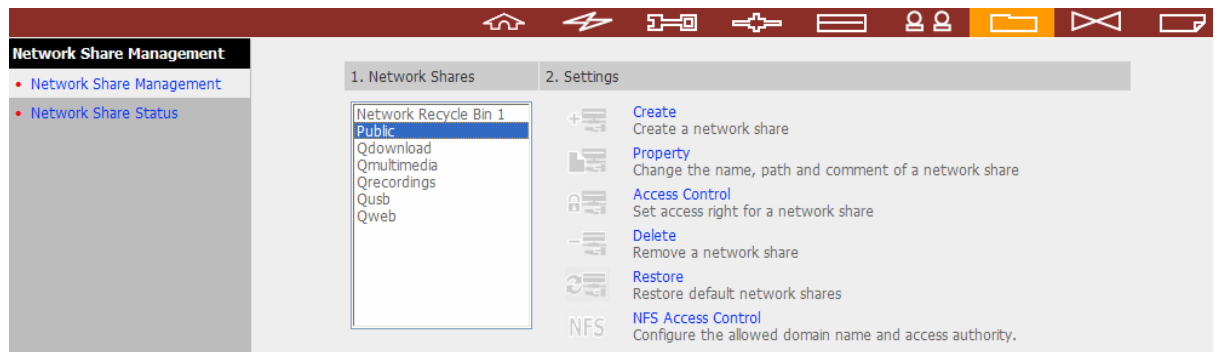 Network Share Management
• Network Share Management
• Network Share Status
1. Network Shares
2. Settings
Network Recycle Bin 1
Public
Qdownload
Qmultimedia
Qrecordings
Qusb
Qweb
Create
Create a network share
Property
Change the name, path and comment of a network share
Access Control
Set access right for a network share
Delete
Remove a network share
Restore
Restore default network shares
NFS
NFS Access Control
Configure the allowed domain name and access authority.